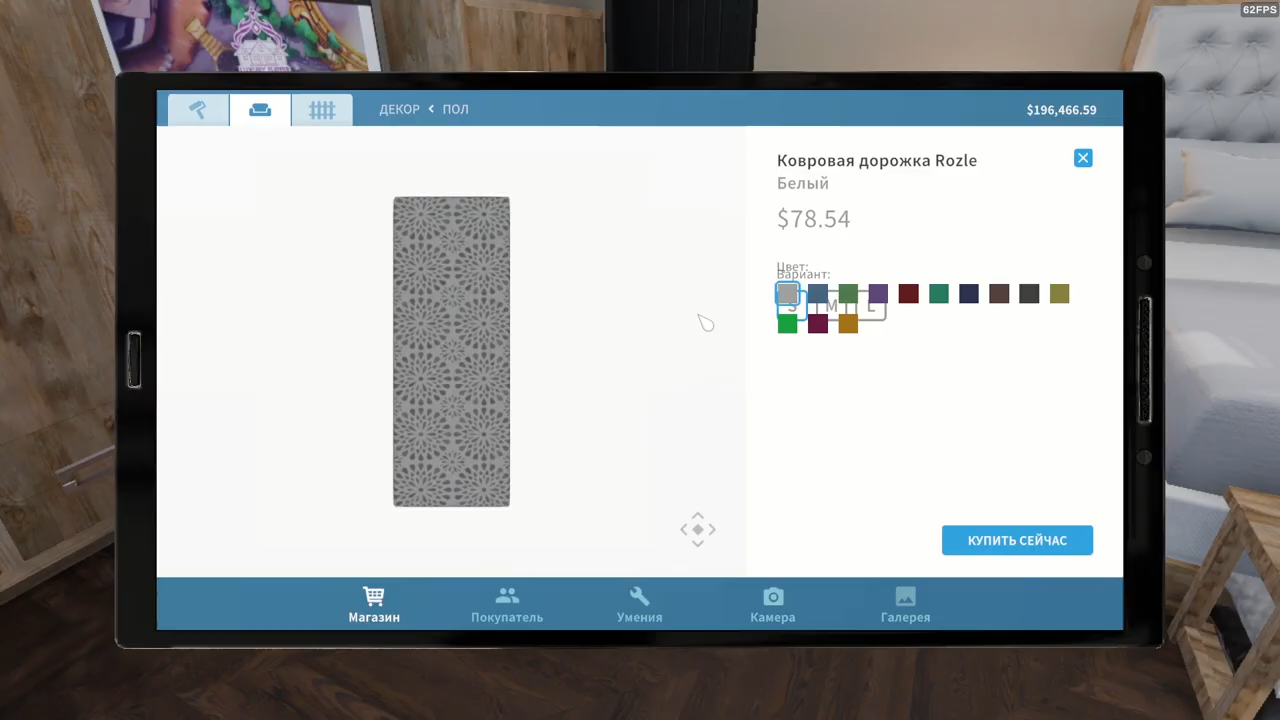 62FPS
ДЕКОР < ПОЛ
$196,466.59
Ковровая дорожка Rozle
Белый
$78.54
Цвет:
Вариант:
S M L
КУПИТЬ СЕЙЧАС
Магазин Покупатель Умения Камера Галерея